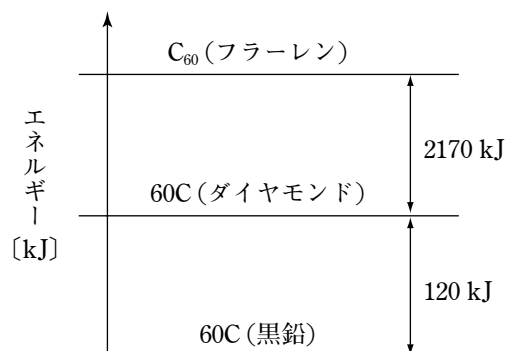 C₆₀(フラーレン)
エネルギー
〔kJ〕
2170 kJ
60C(ダイヤモンド)
120 kJ
60C(黒鉛)